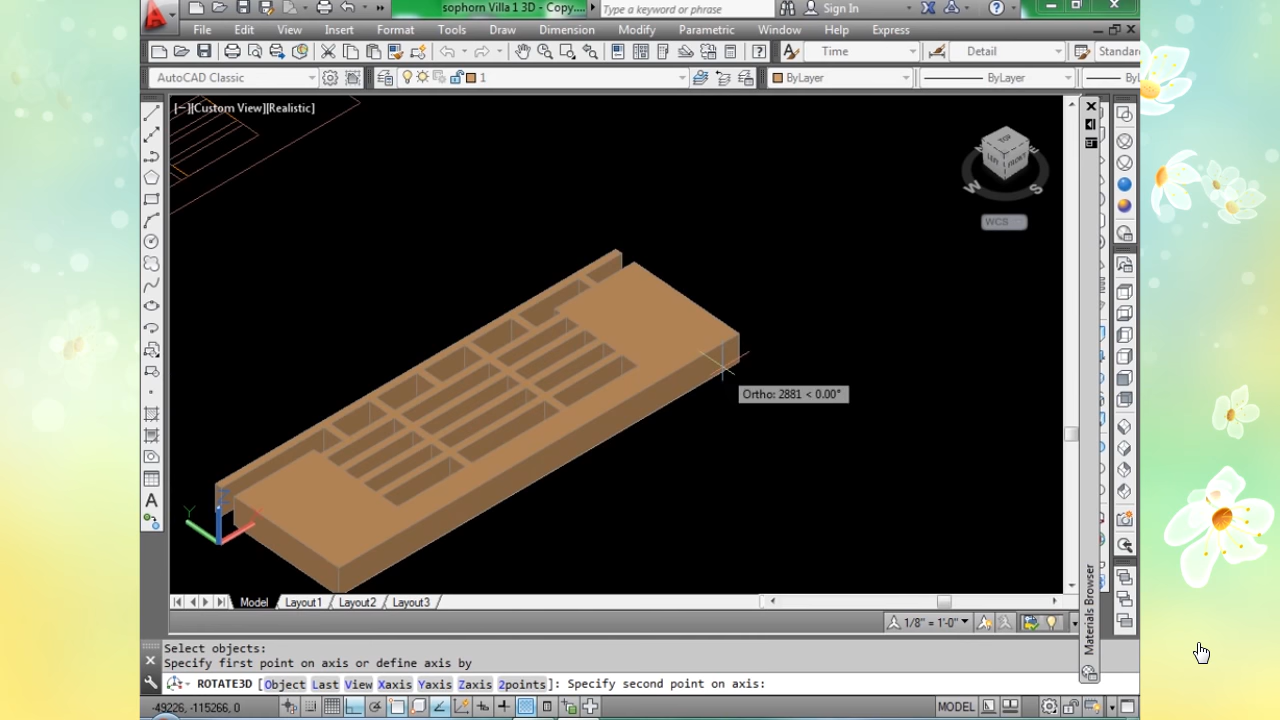 sophorn Villa 1 3D - Copy....
Type a keyword or phrase
Sign In
File Edit View Insert Format Tools Draw Dimension Modify Parametric Window Help Express
Time
Detail
Standar
AutoCAD Classic
1
ByLayer
ByLayer
ByL
[−][Custom View][Realistic]
TOP
LEFT
FRONT
W
S
E
WCS
Ortho: 2881 < 0.00°
Y
Model Layout1 Layout2 Layout3
1/8" = 1'-0"
Materials Browser
Select objects:
Specify first point on axis or define axis by
ROTATE3D [Object Last View Xaxis Yaxis Zaxis 2points]: Specify second point on axis:
-49226, -115266, 0
MODEL